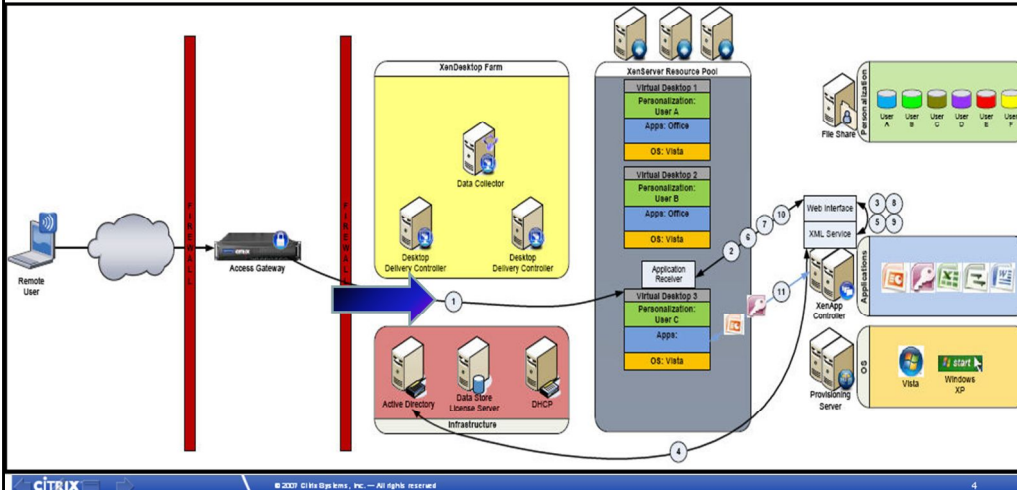 XenDesktop Farm
Data Collector
Desktop
Delivery Controller
Desktop
Delivery Controller
XenServer Resource Pool
Virtual Desktop 1
Personalization:
User A
Apps: Office
OS: Vista
Virtual Desktop 2
Personalization:
User B
Apps: Office
OS: Vista
Application
Receiver
Virtual Desktop 3
Personalization:
User C
Apps:
OS: Vista
File Share
Personalization
User
A
User
B
User
C
User
D
User
E
User
F
Web Interface
XML Service
3
8
5
9
10
7
6
2
11
1
4
XenApp
Controller
Applications
Provisioning
Server
OS
Vista
start
Windows
XP
Remote
User
FIREWALL
Access Gateway
FIREWALL
Active Directory
Data Store
License Server
DHCP
Infrastructure
CITRIX
© 2007 Citrix Systems, Inc. — All rights reserved
4